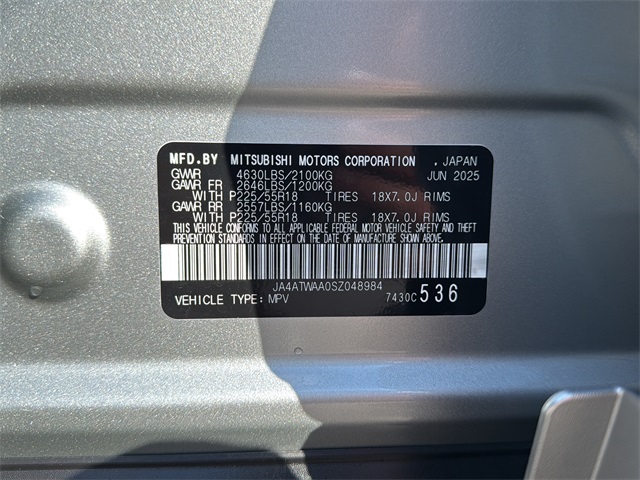 MFD.BY MITSUBISHI MOTORS CORPORATION , JAPAN
GVWR 4630LBS/2100KG JUN 2025
GAWR FR 2646LBS/1200KG
WITH P225/55R18 TIRES 18X7.0J RIMS
GAWR RR 2557LBS/1160KG
WITH P225/55R18 TIRES 18X7.0J RIMS
THIS VEHICLE CONFORMS TO ALL APPLICABLE FEDERAL MOTOR VEHICLE SAFETY AND THEFT
PREVENTION STANDARDS IN EFFECT ON THE DATE OF MANUFACTURE SHOWN ABOVE.
JA4ATWAA0SZ048984
VEHICLE TYPE: MPV 7430C 536